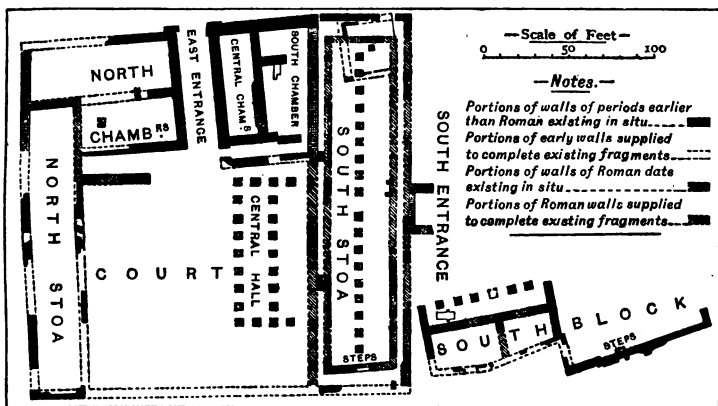 —Scale of Feet—
0 50 100
—Notes.—
Portions of walls of periods earlier
than Roman existing in situ
Portions of early walls supplied
to complete existing fragments
Portions of walls of Roman date
existing in situ
Portions of Roman walls supplied
to complete existing fragments
NORTH
CHAMBRS
EAST ENTRANCE
CENTRAL CHAMB
SOUTH CHAMBER
NORTH STOA
COURT
CENTRAL HALL
SOUTH STOA
STEPS
SOUTH ENTRANCE
SOUTH BLOCK
STEPS